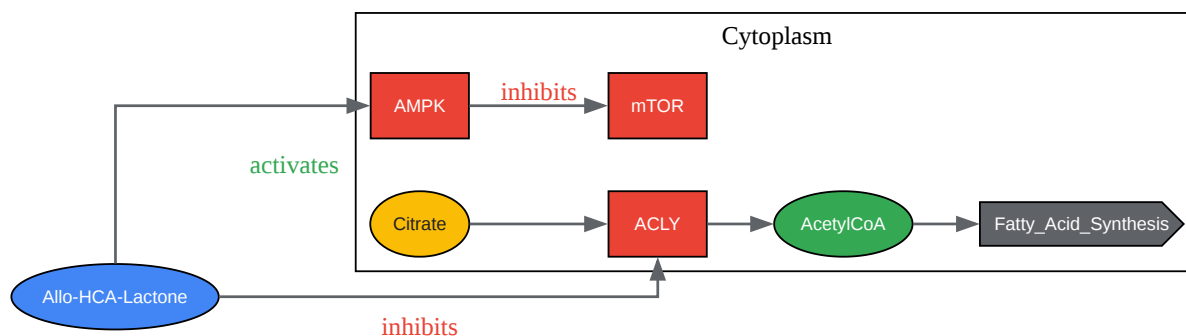 Cytoplasm
AMPK
inhibits
mTOR
activates
Citrate
ACLY
AcetylCoA
Fatty_Acid_Synthesis
Allo-HCA-Lactone
inhibits